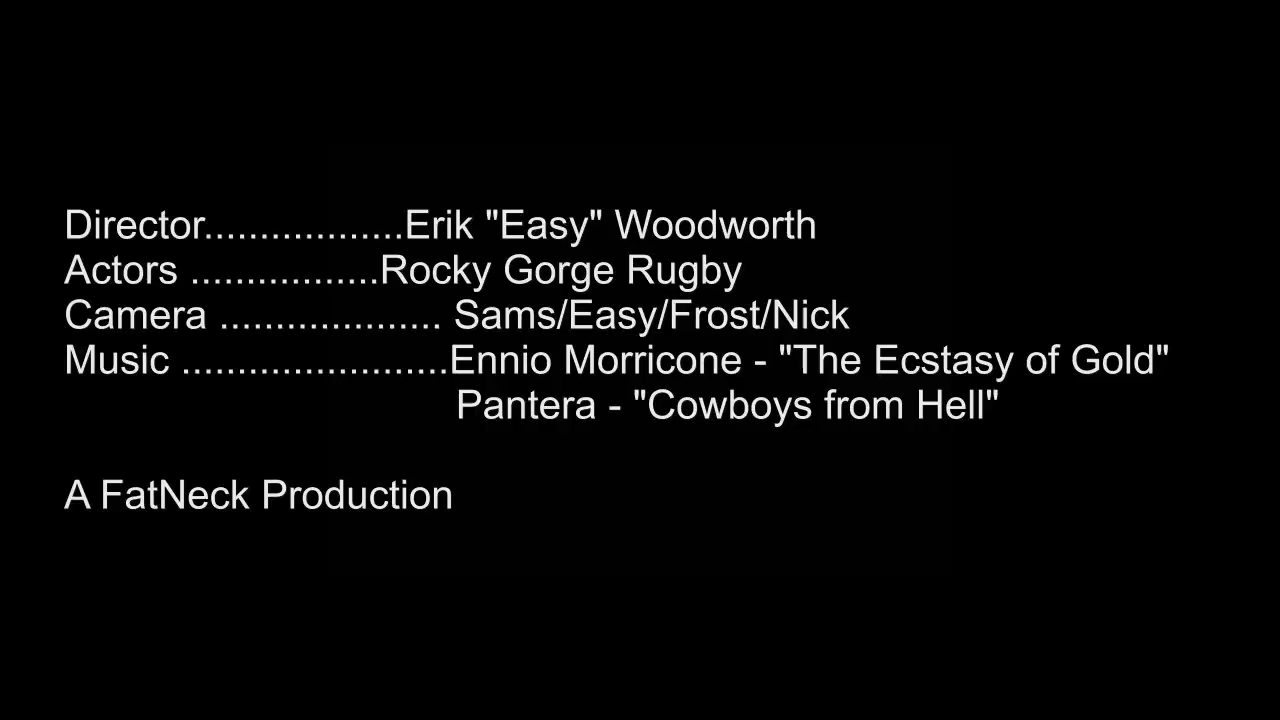 Director..................Erik "Easy" Woodworth
Actors .................Rocky Gorge Rugby
Camera .................... Sams/Easy/Frost/Nick
Music ........................Ennio Morricone - "The Ecstasy of Gold"
Pantera - "Cowboys from Hell"
A FatNeck Production